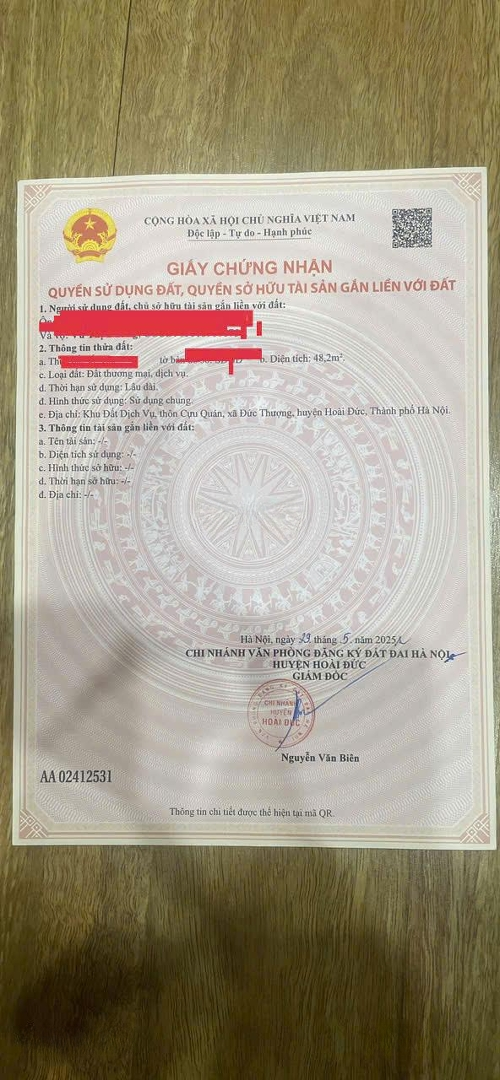 CỘNG HÒA XÃ HỘI CHỦ NGHĨA VIỆT NAM
Độc lập - Tự do - Hạnh phúc
GIẤY CHỨNG NHẬN
QUYỀN SỬ DỤNG ĐẤT, QUYỀN SỞ HỮU TÀI SẢN GẮN LIỀN VỚI ĐẤT
1. Người sử dụng đất, chủ sở hữu tài sản gắn liền với đất:
2. Thông tin thửa đất:
a. tờ b. Diện tích: 48,2m².
c. Loại đất: Đất thương mại, dịch vụ.
d. Thời hạn sử dụng: Lâu dài.
đ. Hình thức sử dụng: Sử dụng chung.
e. Địa chỉ: Khu Đất Dịch Vụ, thôn Cựu Quán, xã Đức Thượng, huyện Hoài Đức, Thành phố Hà Nội.
3. Thông tin tài sản gắn liền với đất:
a. Tên tài sản: -/-
b. Diện tích sử dụng: -/-
c. Hình thức sở hữu: -/-
d. Thời hạn sở hữu: -/-
đ. Địa chỉ: -/-
Hà Nội, ngày 29 tháng 5 năm 2025
CHI NHÁNH VĂN PHÒNG ĐĂNG KÝ ĐẤT ĐAI HÀ NỘI
HUYỆN HOÀI ĐỨC
GIÁM ĐỐC
CHI NHÁNH
HUYỆN
HOÀI ĐỨC
Nguyễn Văn Biên
AA 02412531
Thông tin chi tiết được thể hiện tại mã QR.